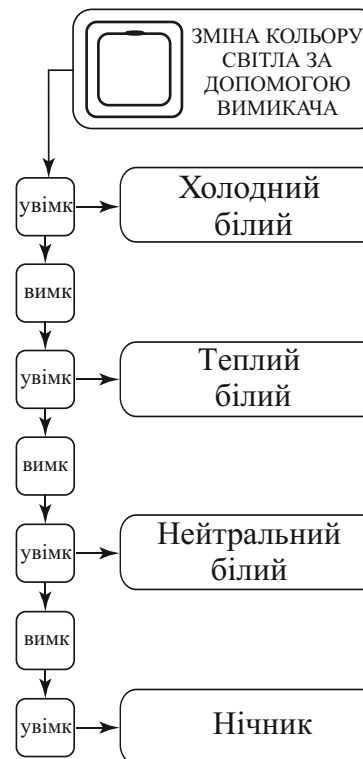 ЗМІНА КОЛЬОРУ
СВІТЛА ЗА
ДОПОМОГОЮ
ВИМИКАЧА
увімк
Холодний
білий
вимк
увімк
Теплий
білий
вимк
увімк
Нейтральний
білий
вимк
увімк
Нічник